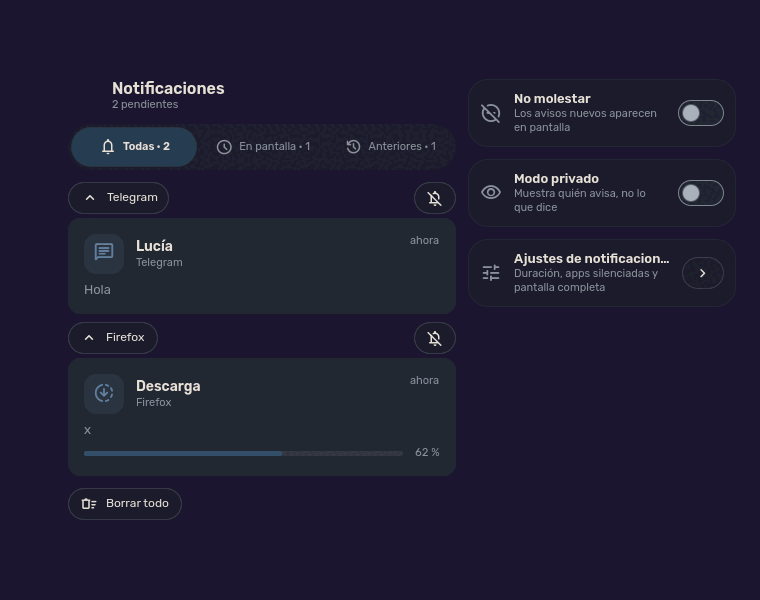 Notificaciones
2 pendientes
Todas • 2
En pantalla • 1
Anteriores • 1
Telegram
Lucía
Telegram
ahora
Hola
Firefox
Descarga
Firefox
ahora
x
62 %
Borrar todo
No molestar
Los avisos nuevos aparecen
en pantalla
Modo privado
Muestra quién avisa, no lo
que dice
Ajustes de notificacion...
Duración, apps silenciadas y
pantalla completa